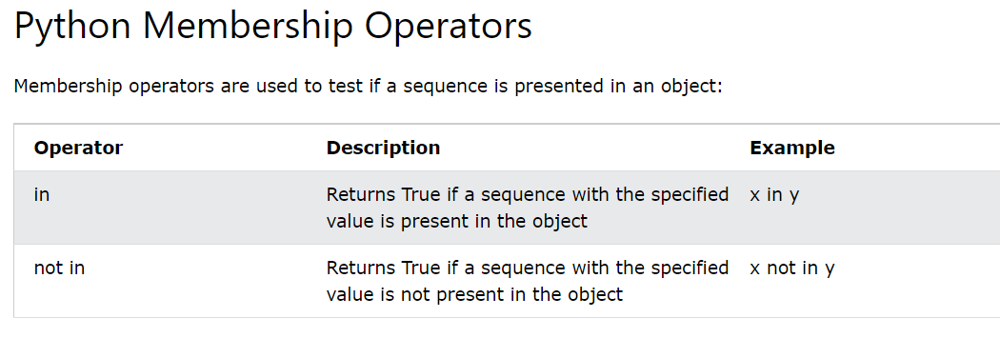 Python Membership Operators
Membership operators are used to test if a sequence is presented in an object:
Operator Description Example
in Returns True if a sequence with the specified x in y
value is present in the object
not in Returns True if a sequence with the specified x not in y
value is not present in the object